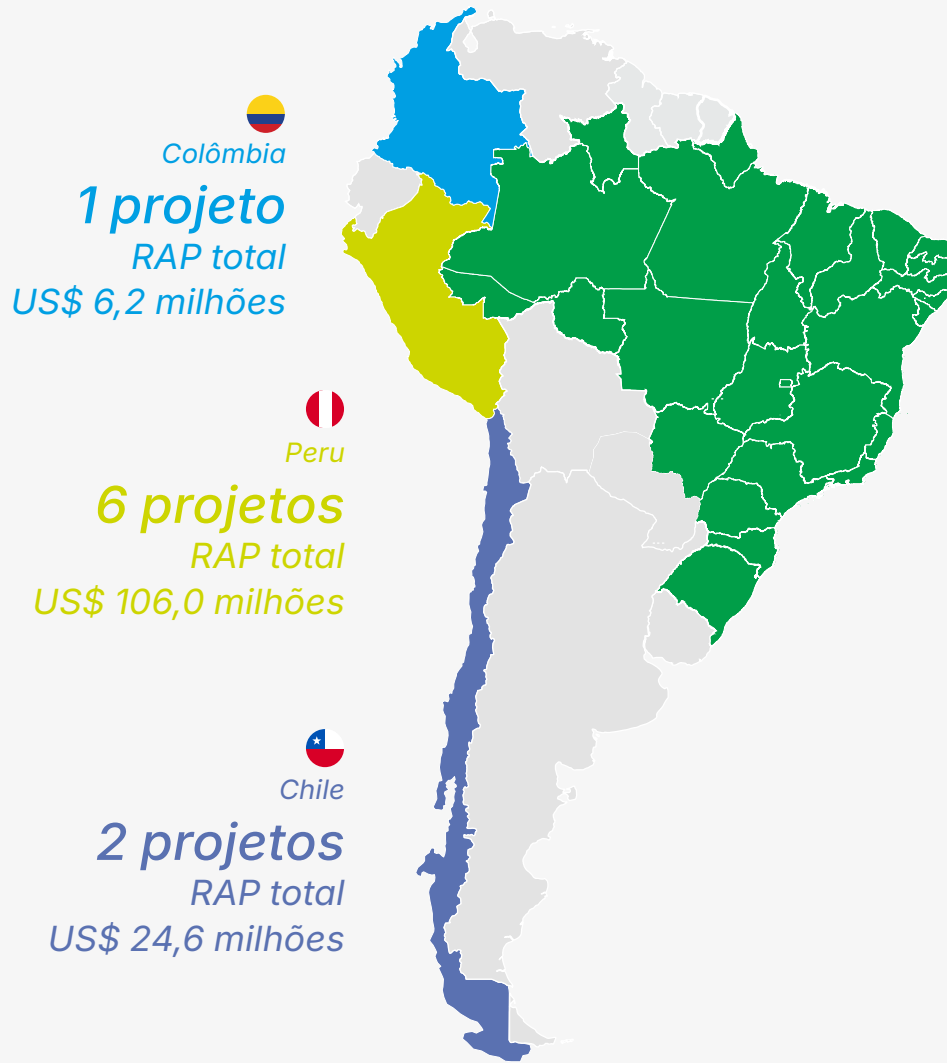 Colômbia
1 projeto
RAP total
US$ 6,2 milhões
Peru
6 projetos
RAP total
US$ 106,0 milhões
Chile
2 projetos
RAP total
US$ 24,6 milhões